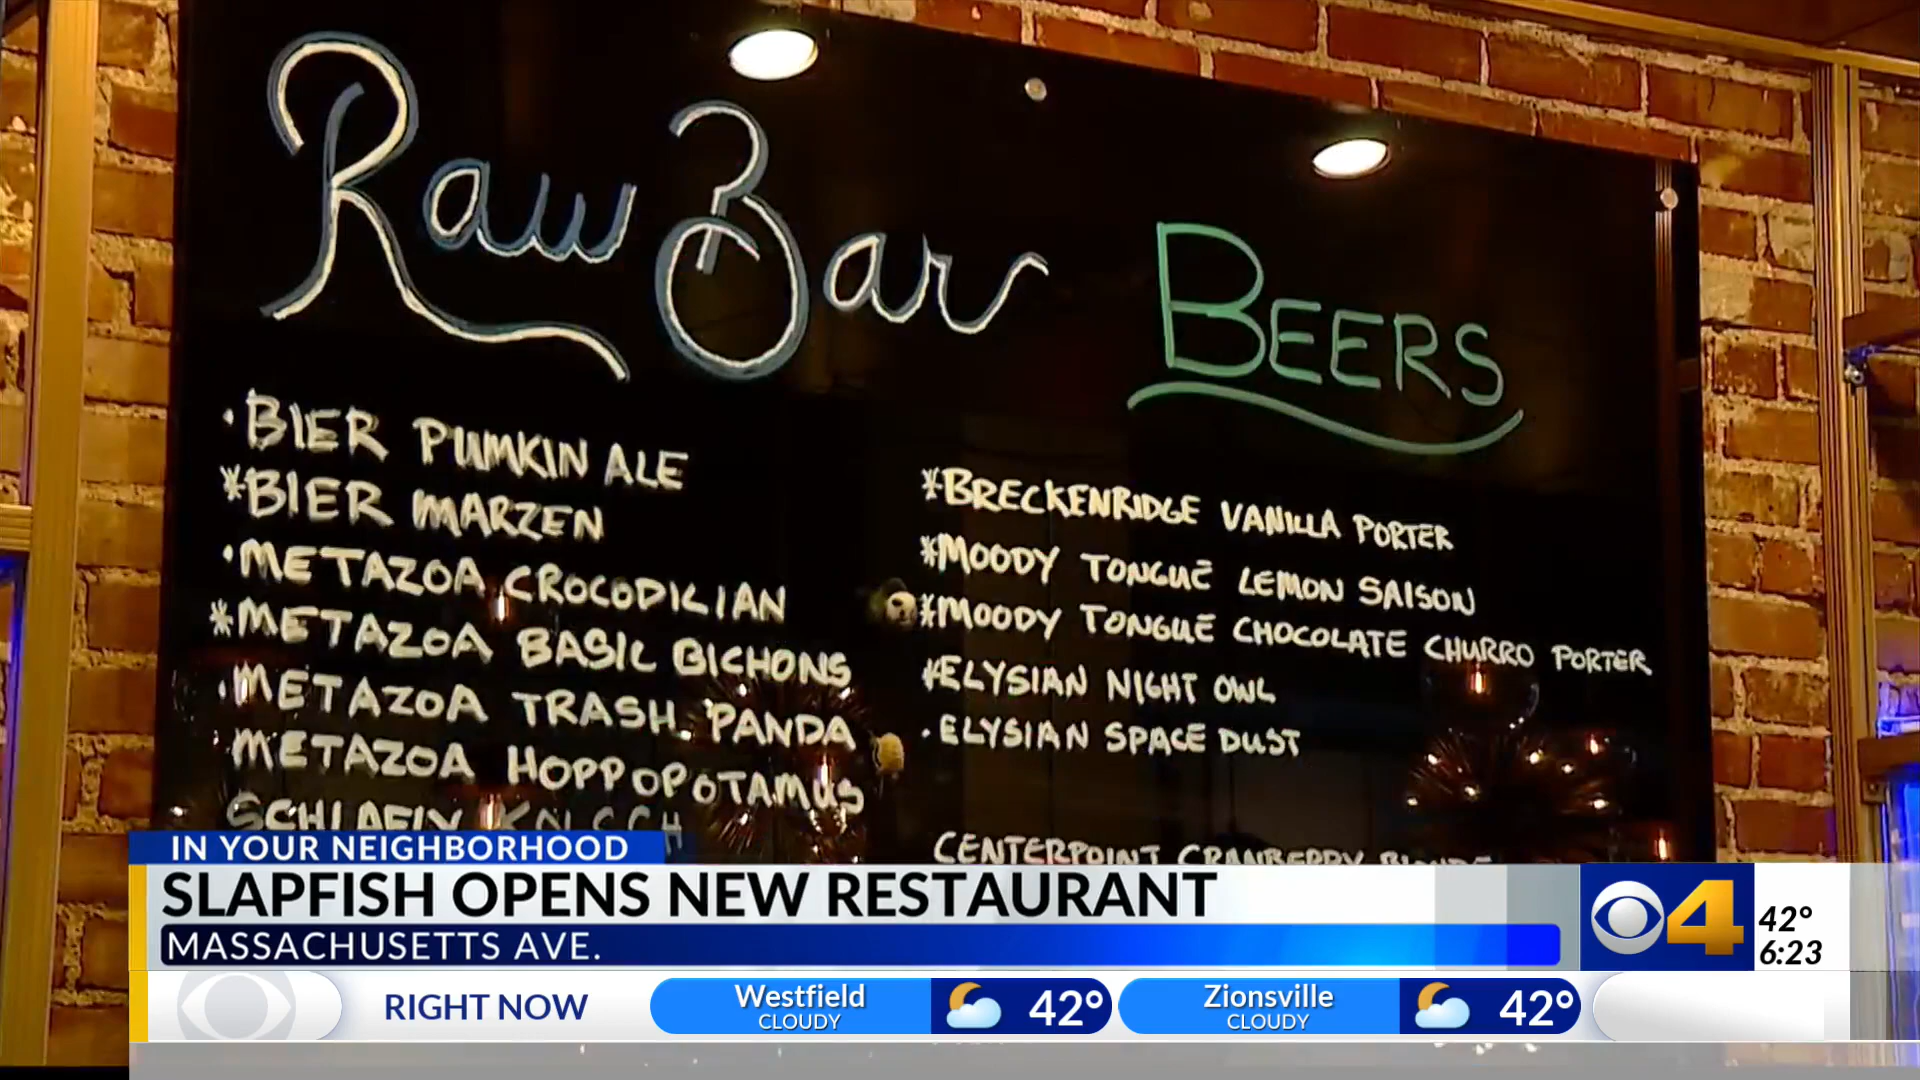 Raw Bar
BEERS
·BIER PUMKIN ALE
*BIER MARZEN
·METAZOA CROCODILIAN
*METAZOA BASIL BICHONS
·METAZOA TRASH PANDA
·METAZOA HOPPOPOTAMUS
SCHLAFLY
*BRECKENRIDGE VANILLA PORTER
*MOODY TONGUE LEMON SAISON
*MOODY TONGUE CHOCOLATE CHURRO PORTER
*ELYSIAN NIGHT OWL
·ELYSIAN SPACE DUST
CENTERPOINT CRANBERRY
IN YOUR NEIGHBORHOOD
SLAPFISH OPENS NEW RESTAURANT
MASSACHUSETTS AVE.
4
42°
6:23
RIGHT NOW
Westfield
CLOUDY
42°
Zionsville
CLOUDY
42°